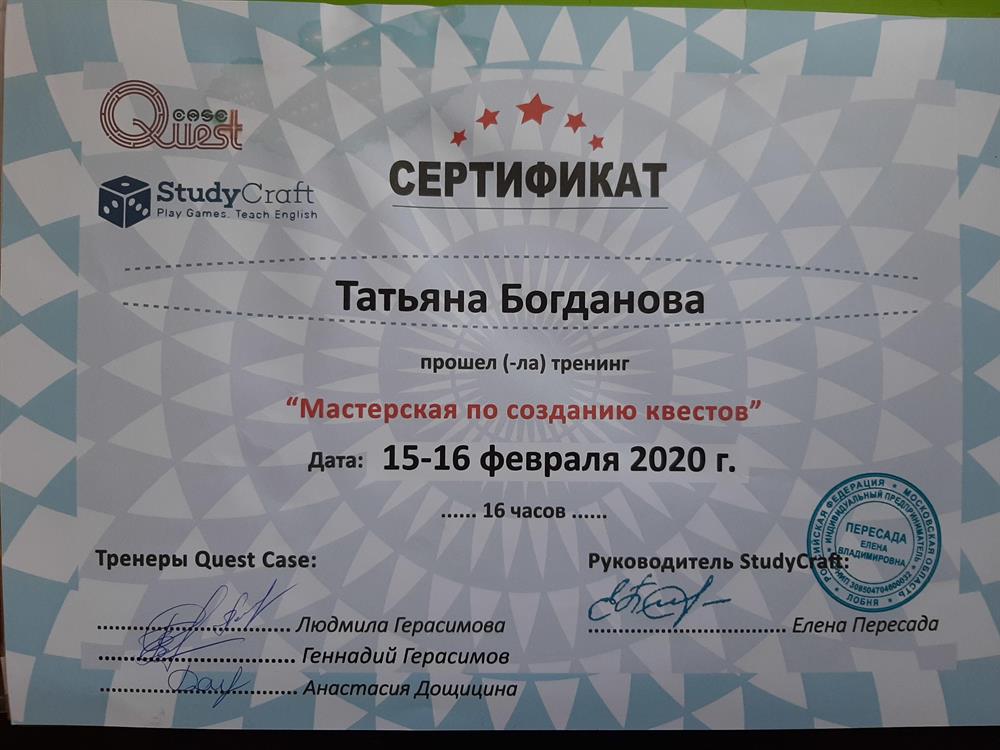 Quest case
StudyCraft
Play Games. Teach English
СЕРТИФИКАТ
Татьяна Богданова
прошел (-ла) тренинг
“Мастерская по созданию квестов”
Дата: 15-16 февраля 2020 г.
...... 16 часов ......
Тренеры Quest Case:
Руководитель StudyCraft:
Людмила Герасимова
Елена Пересада
Геннадий Герасимов
Анастасия Дощицина
РОССИЙСКАЯ ФЕДЕРАЦИЯ * МОСКОВСКАЯ ОБЛАСТЬ * ЛОБНЯ *
ИНДИВИДУАЛЬНЫЙ ПРЕДПРИНИМАТЕЛЬ
ПЕРЕСАДА
ЕЛЕНА
ВЛАДИМИРОВНА